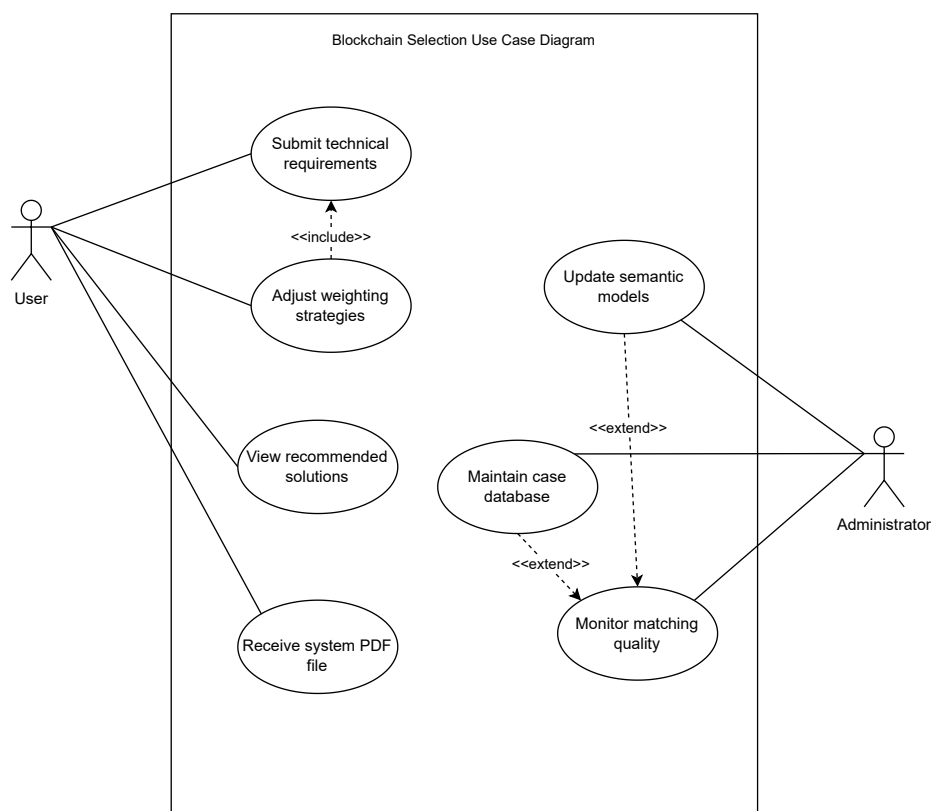 Blockchain Selection Use Case Diagram
Submit technical
requirements
<<include>>
User
Adjust weighting
strategies
Update semantic
models
<<extend>>
View recommended
solutions
Maintain case
database
Administrator
<<extend>>
Receive system PDF
file
Monitor matching
quality